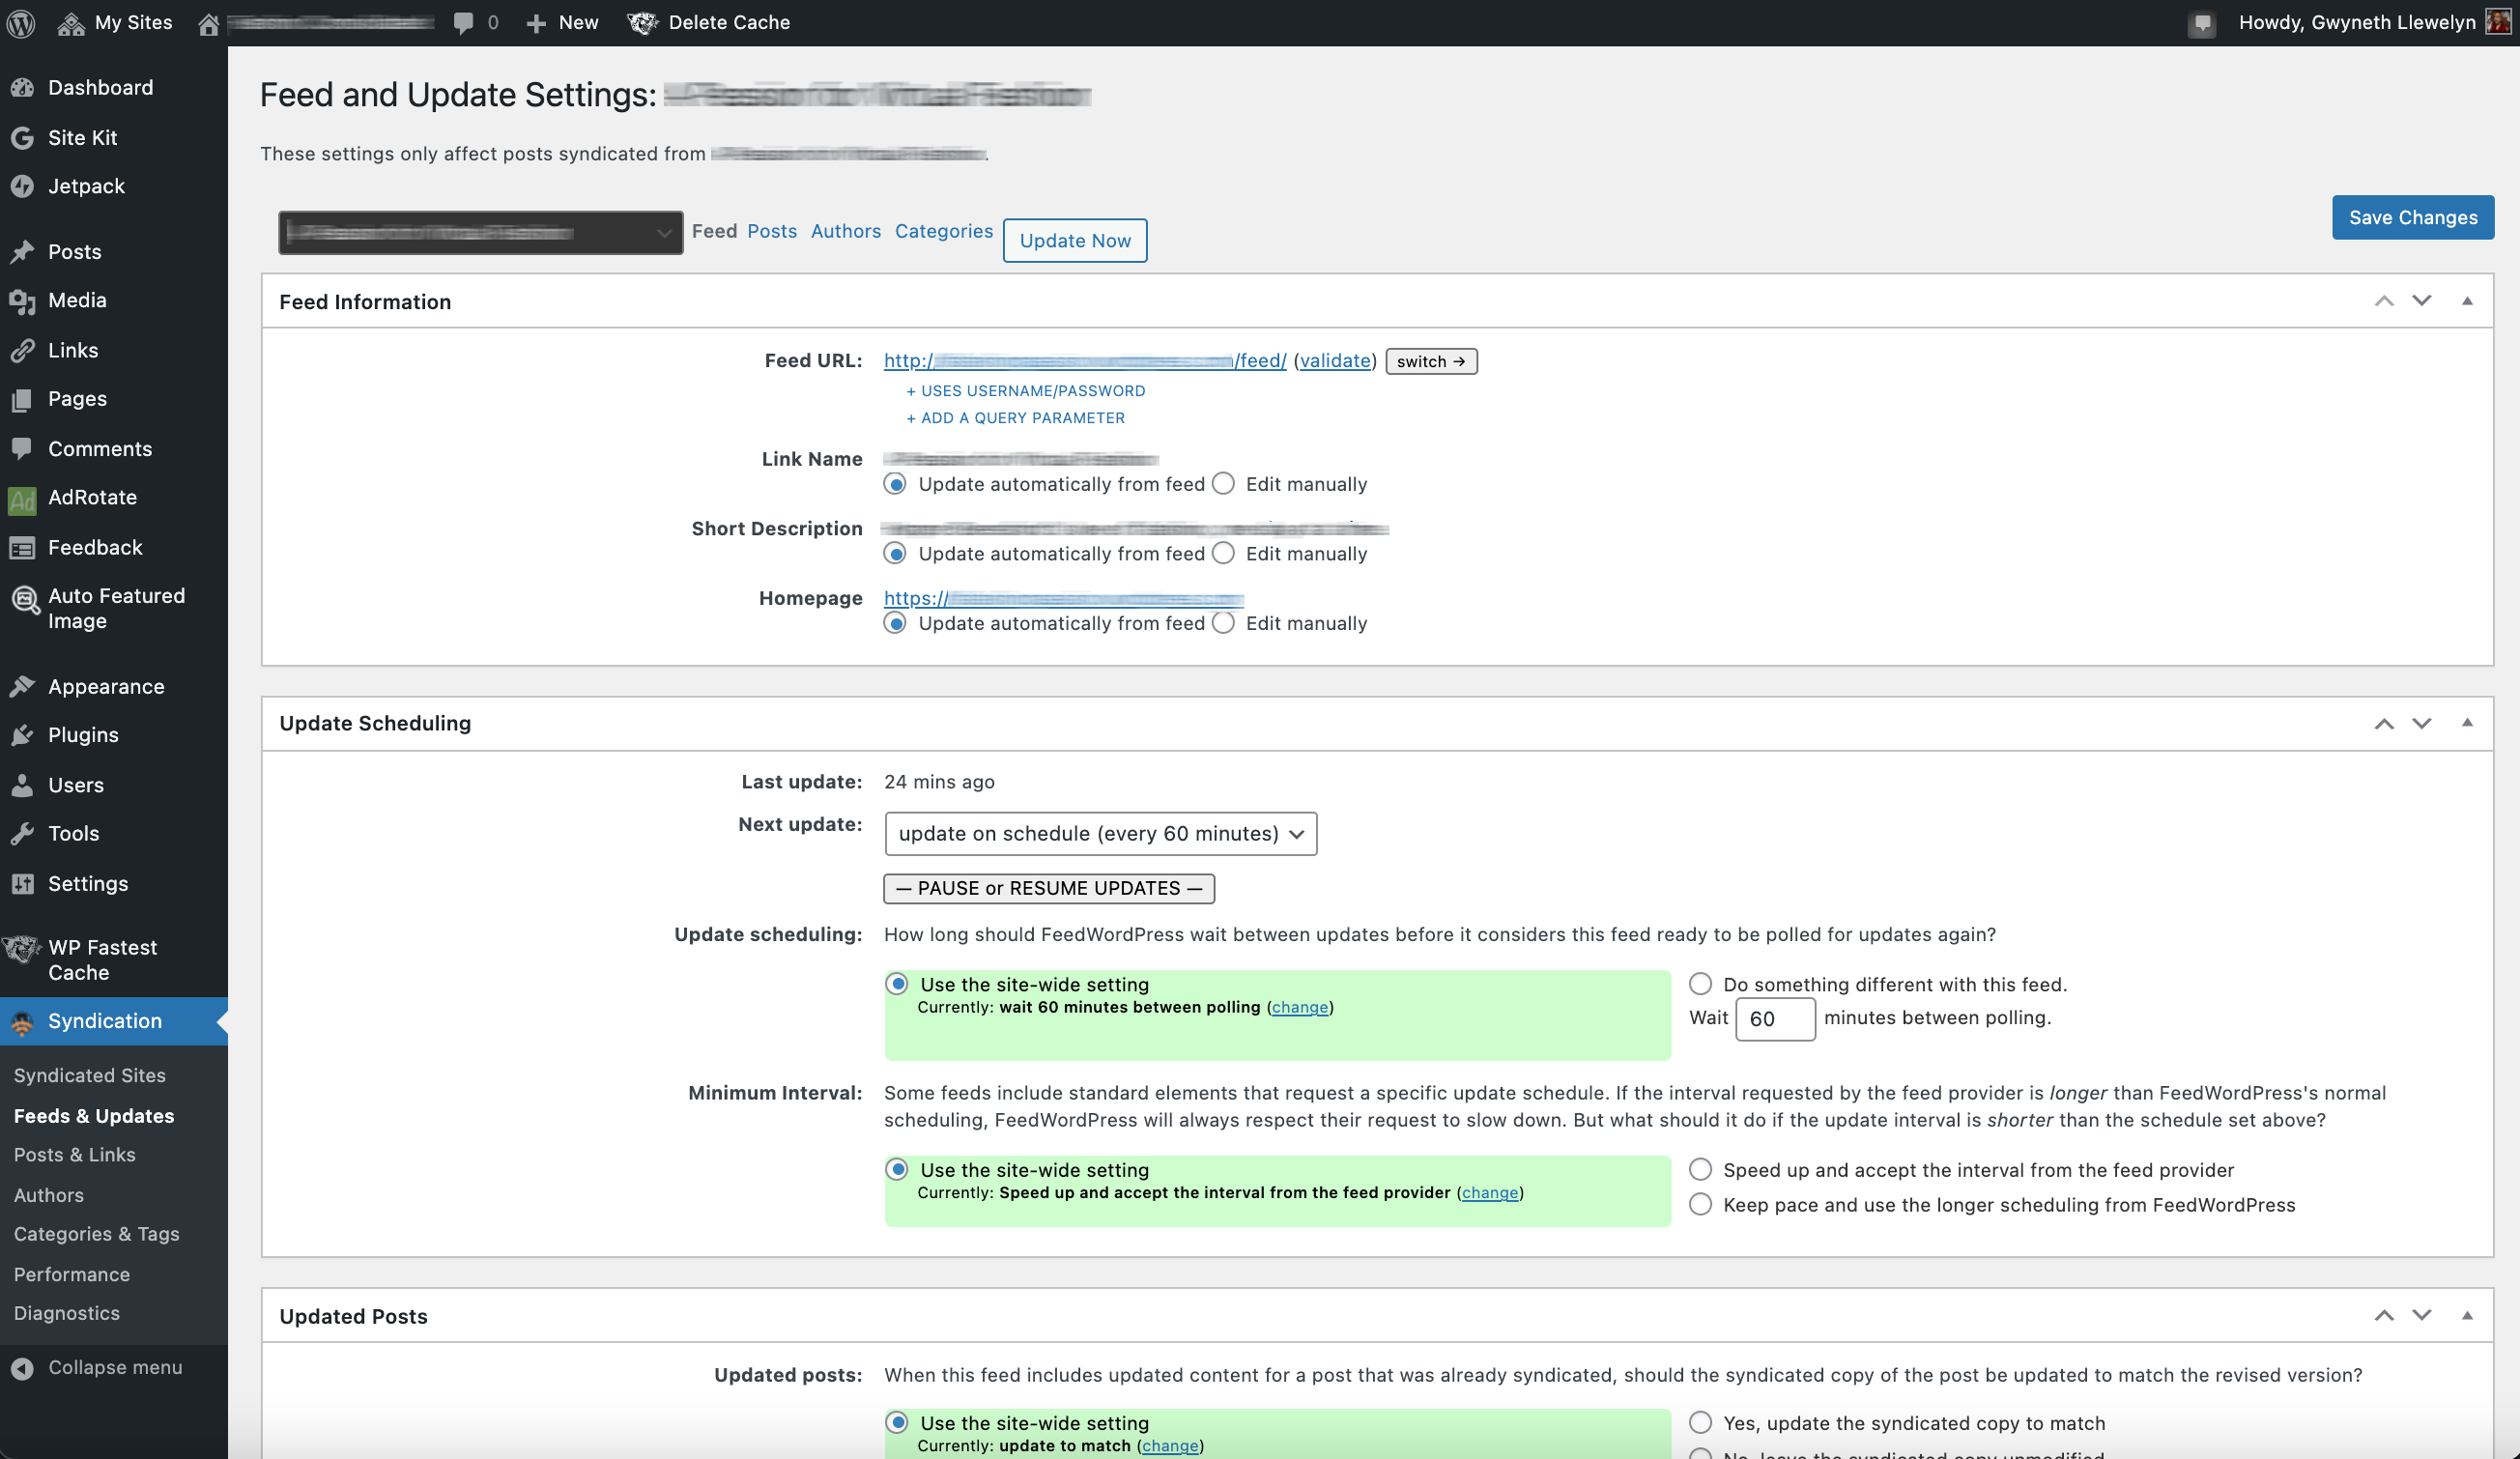 My Sites
0
New
Delete Cache
Howdy, Gwyneth Llewelyn
Dashboard
Site Kit
Jetpack
Posts
Media
Links
Pages
Comments
Ad AdRotate
Feedback
Auto Featured
Image
Appearance
Plugins
Users
Tools
Settings
WP Fastest
Cache
Syndication
Syndicated Sites
Feeds & Updates
Posts & Links
Authors
Categories & Tags
Performance
Diagnostics
Collapse menu
Feed and Update Settings:
These settings only affect posts syndicated from .
Feed Posts Authors Categories Update Now
Save Changes
Feed Information
Feed URL: http:/ /feed/ (validate) switch →
+ USES USERNAME/PASSWORD
+ ADD A QUERY PARAMETER
Link Name
Update automatically from feed Edit manually
Short Description
Update automatically from feed Edit manually
Homepage https://
Update automatically from feed Edit manually
Update Scheduling
Last update: 24 mins ago
Next update: update on schedule (every 60 minutes)
— PAUSE or RESUME UPDATES —
Update scheduling: How long should FeedWordPress wait between updates before it considers this feed ready to be polled for updates again?
Use the site-wide setting
Currently: wait 60 minutes between polling (change)
Do something different with this feed.
Wait 60 minutes between polling.
Minimum Interval: Some feeds include standard elements that request a specific update schedule. If the interval requested by the feed provider is longer than FeedWordPress's normal
scheduling, FeedWordPress will always respect their request to slow down. But what should it do if the update interval is shorter than the schedule set above?
Use the site-wide setting
Currently: Speed up and accept the interval from the feed provider (change)
Speed up and accept the interval from the feed provider
Keep pace and use the longer scheduling from FeedWordPress
Updated Posts
Updated posts: When this feed includes updated content for a post that was already syndicated, should the syndicated copy of the post be updated to match the revised version?
Use the site-wide setting
Currently: update to match (change)
Yes, update the syndicated copy to match
No, leave the syndicated copy unmodified